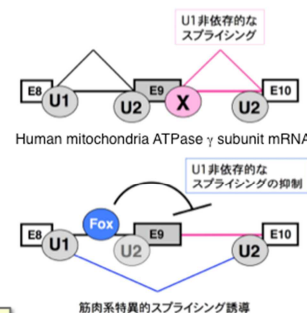 U1非依存的な
スプライシング
E8
U1
U2
E9
X
U2
E10
Human mitochondria ATPase γ subunit mRNA
U1非依存的な
スプライシングの抑制
Fox
E8
U1
U2
E9
U2
E10
筋肉系特異的スプライシング誘導